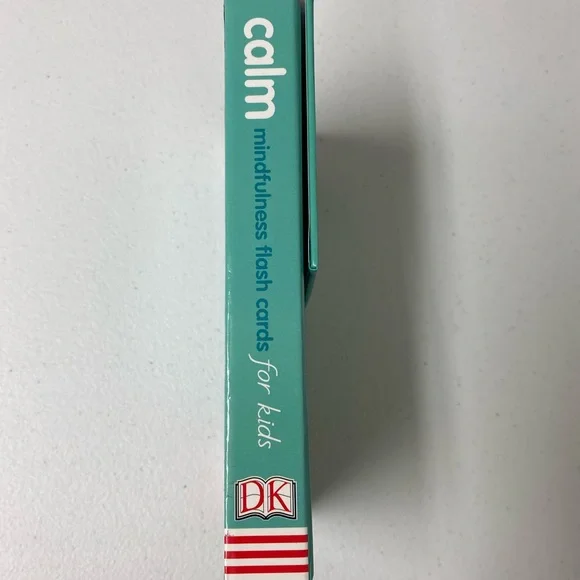 calm
mindfulness flash cards for kids
DK